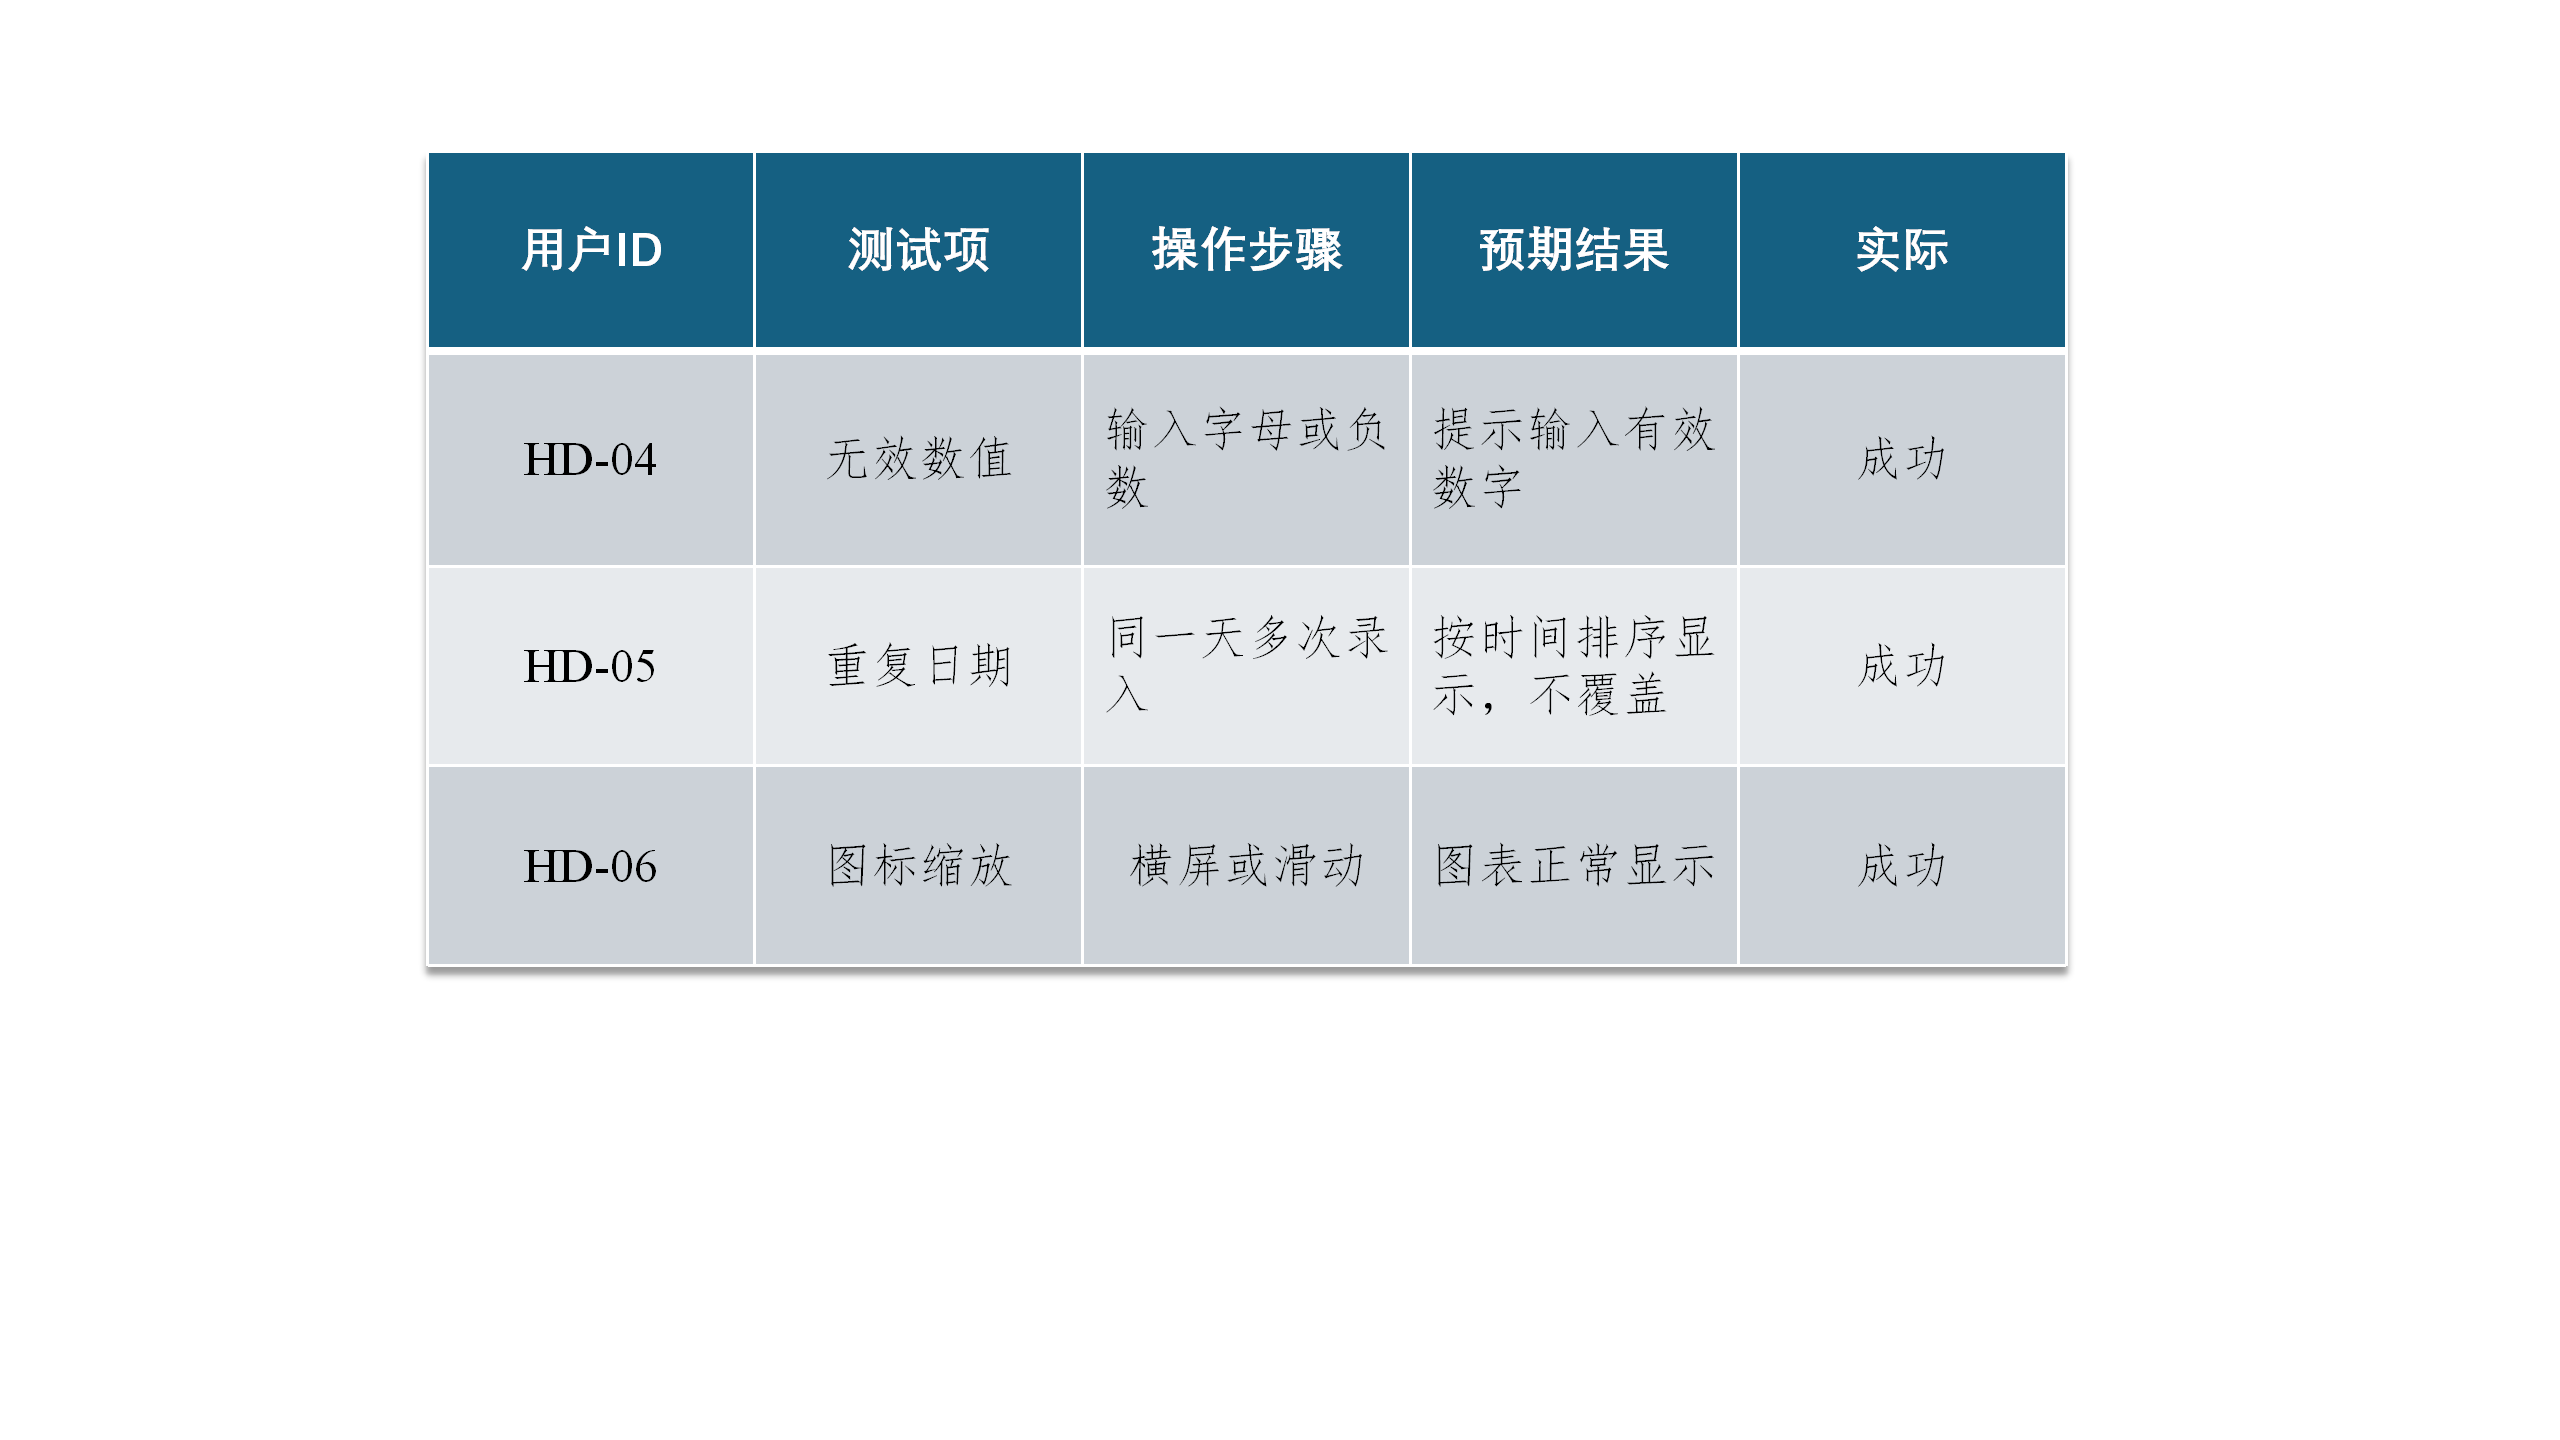 用户ID 测试项 操作步骤 预期结果 实际
HD-04 无效数值 输入字母或负 提示输入有效 成功
数 数字
HD-05 重复日期 同一天多次录 按时间排序显 成功
入 示，不覆盖
HD-06 图标缩放 横屏或滑动 图表正常显示 成功